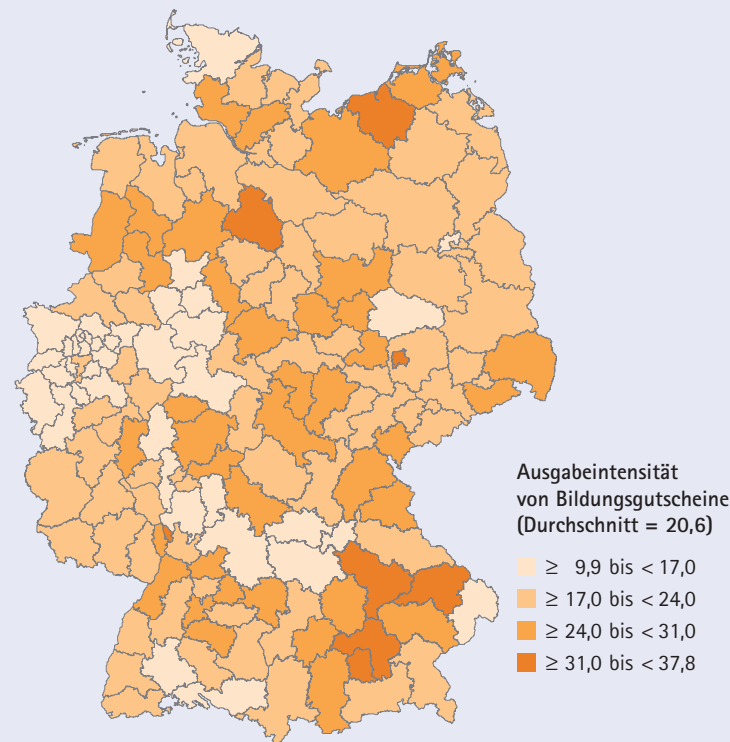 Ausgabeintensität
von Bildungsgutscheine
(Durchschnitt = 20,6)
≥ 9,9 bis < 17,0
≥ 17,0 bis < 24,0
≥ 24,0 bis < 31,0
≥ 31,0 bis < 37,8